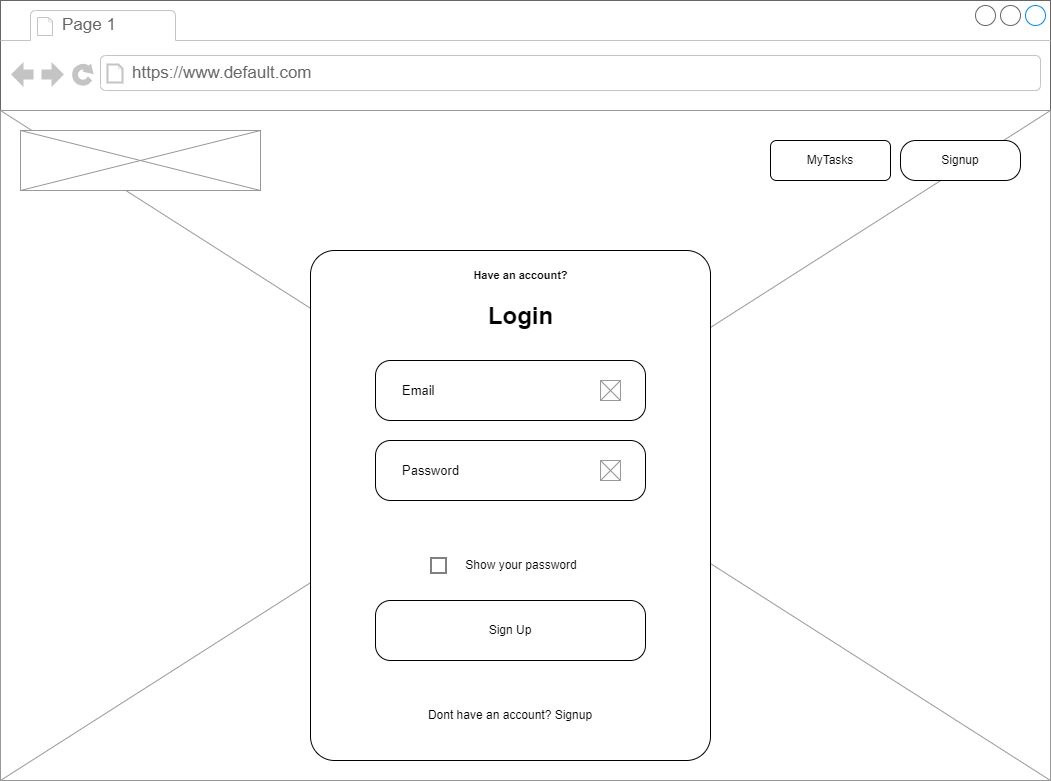 Page 1
https://www.default.com
MyTasks
Signup
Have an account?
Login
Email
Password
Show your password
Sign Up
Dont have an account? Signup